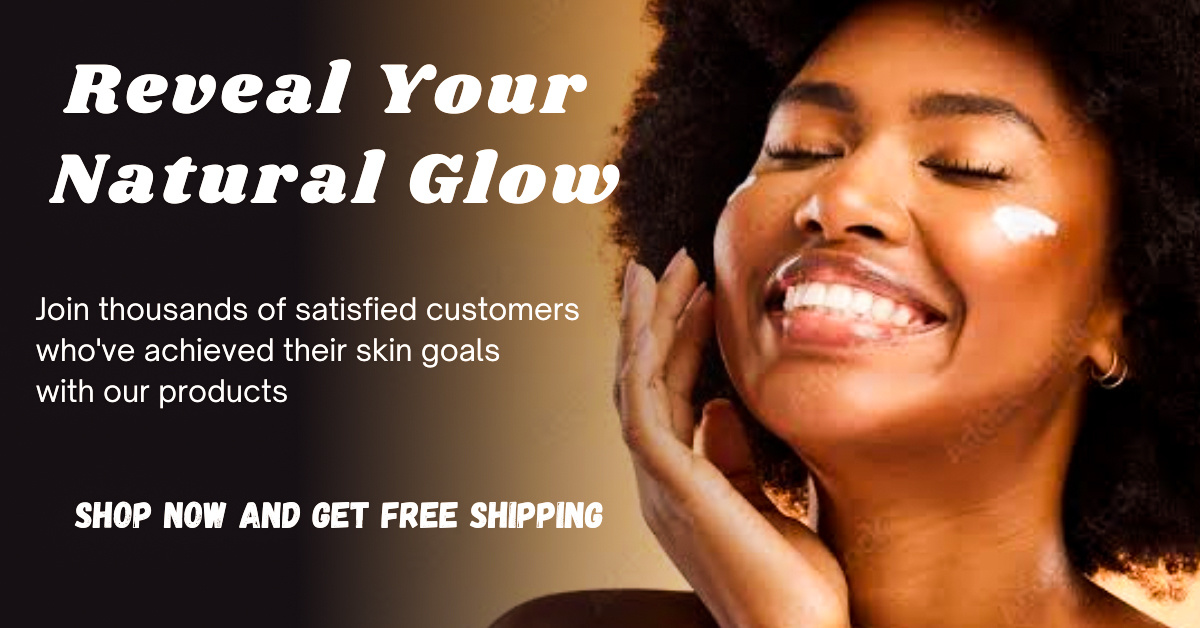 Reveal Your
Natural Glow
Join thousands of satisfied customers
who've achieved their skin goals
with our products
SHOP NOW AND GET FREE SHIPPING